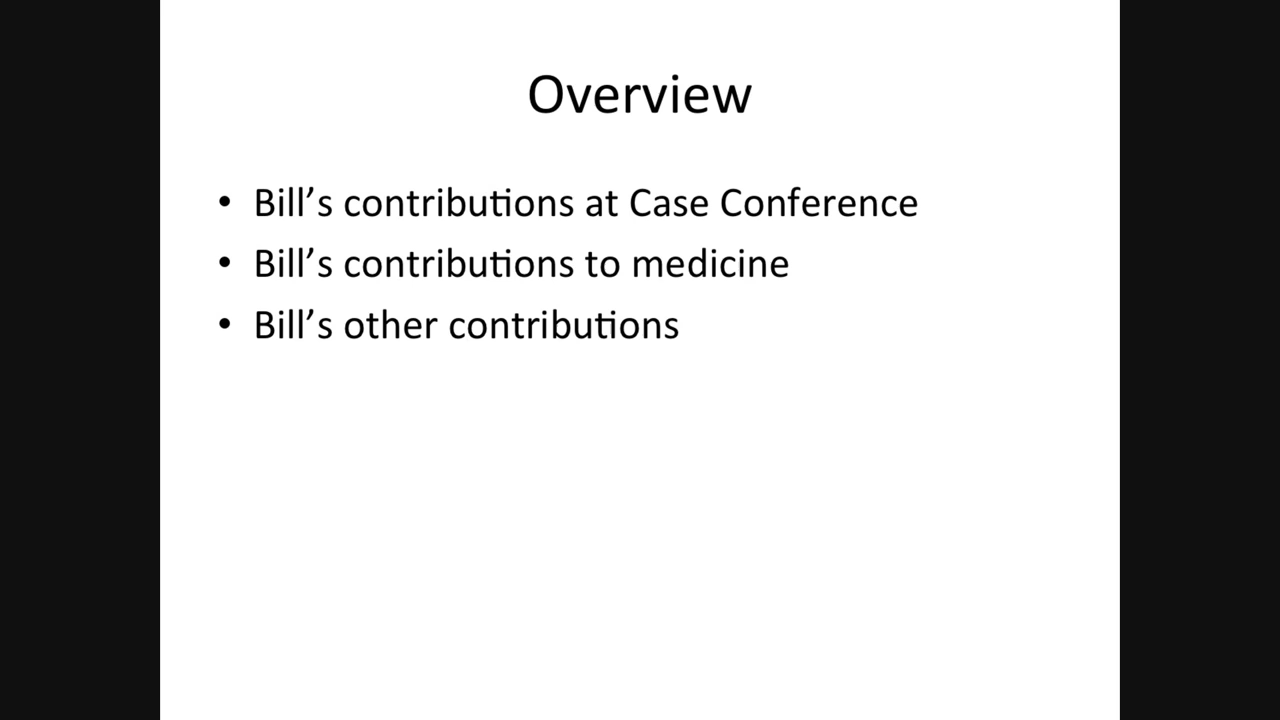 Overview
• Bill’s contributions at Case Conference
• Bill’s contributions to medicine
• Bill’s other contributions